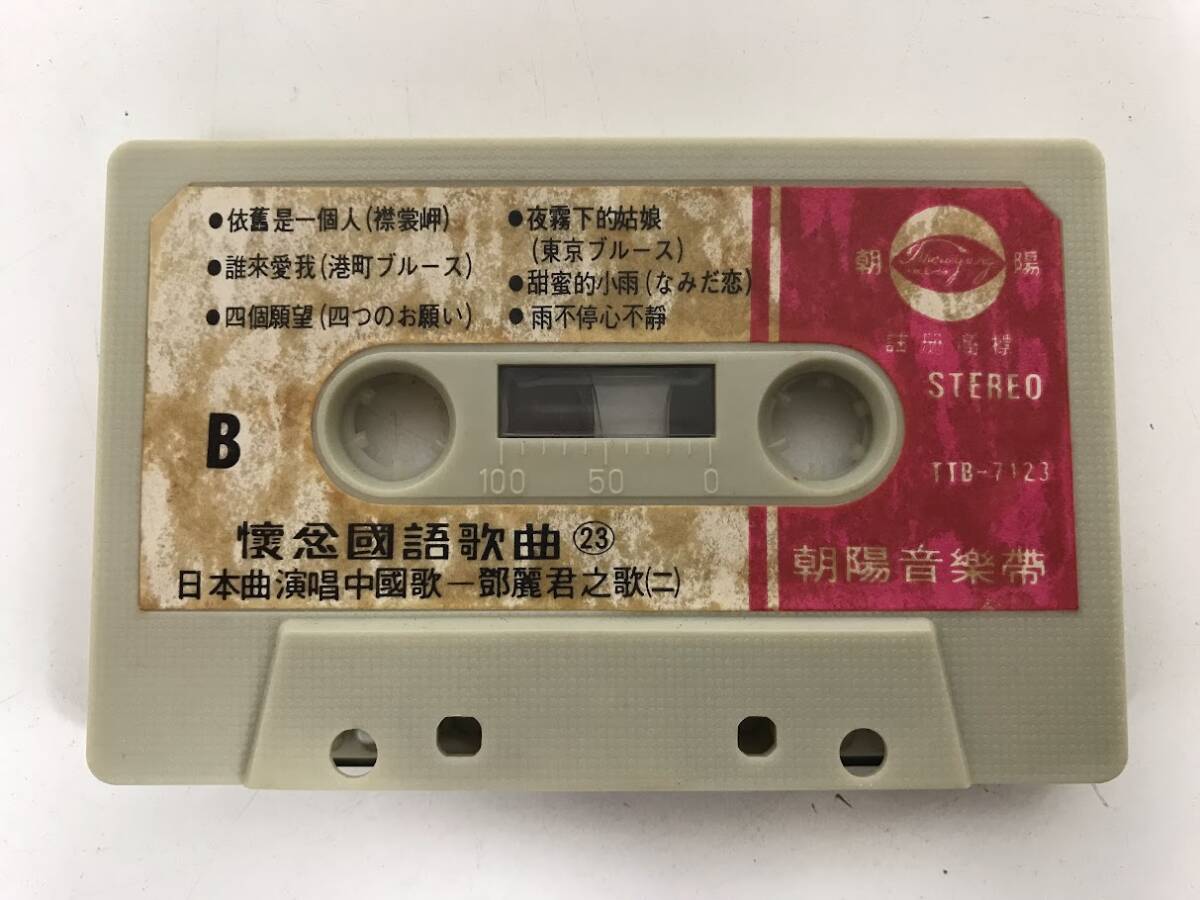 ●依舊是一個人(襟裳岬)
●誰來愛我(港町ブルース)
●四個願望(四つのお願い)
●夜霧下的姑娘
(東京ブルース)
●甜蜜的小雨(なみだ恋)
●雨不停心不靜
朝 陽
註冊商標
STEREO
B
100 50 0
TTB-7123
懷念國語歌曲㉓
日本曲演唱中國歌—鄧麗君之歌(二)
朝陽音樂帶